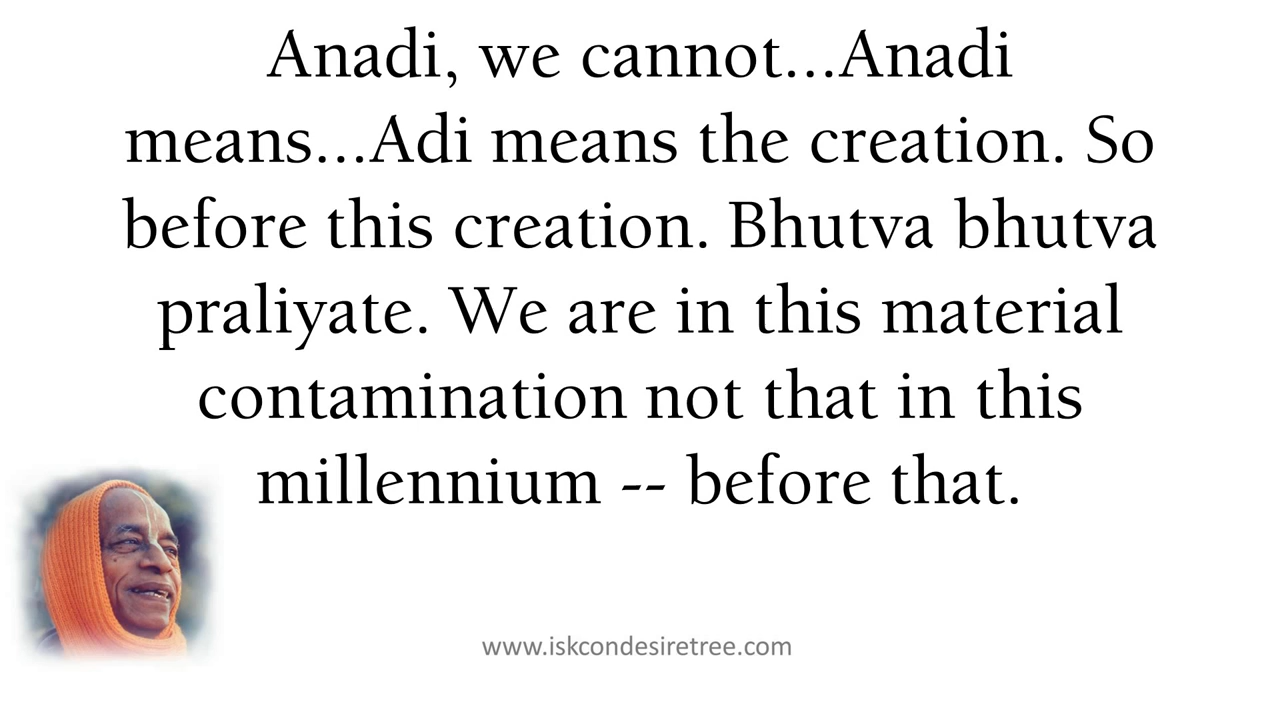 Anadi, we cannot...Anadi
means...Adi means the creation. So
before this creation. Bhutva bhutva
praliyate. We are in this material
contamination not that in this
millennium -- before that.
www.iskcondesiretree.com